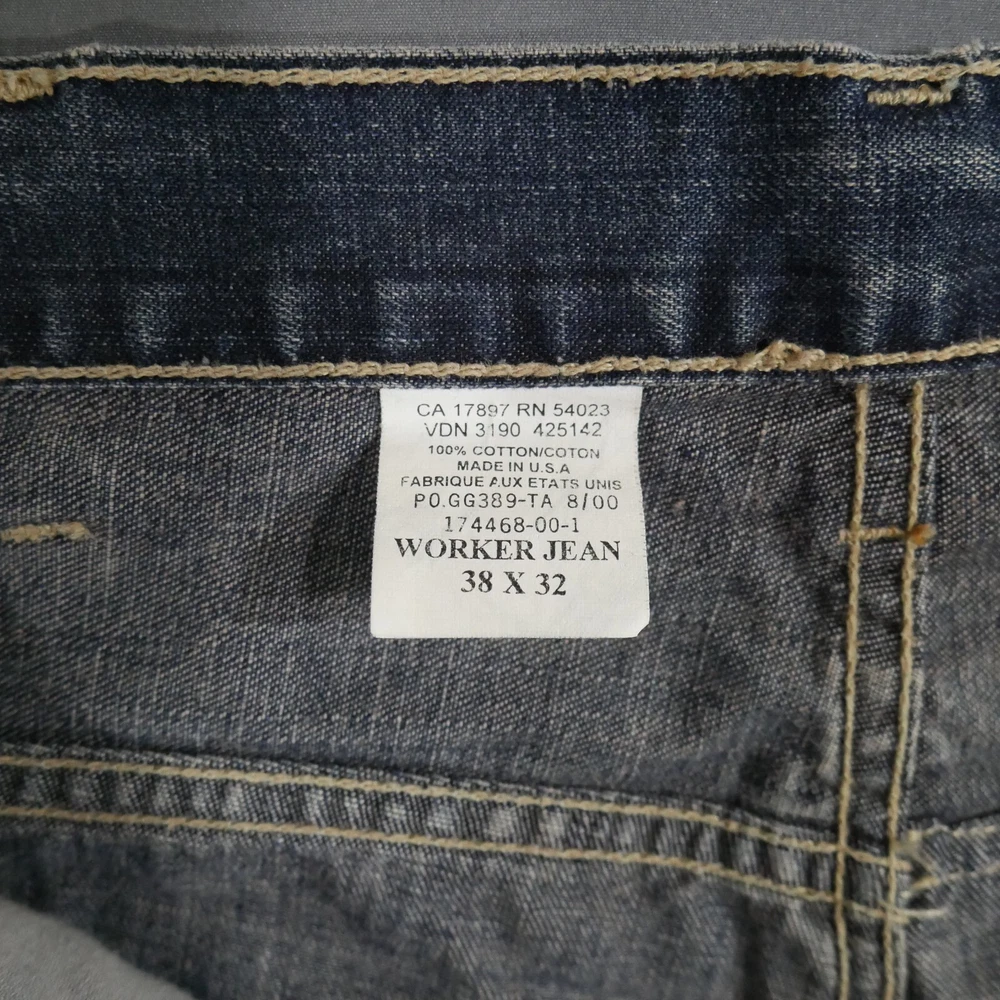 CA 17897 RN 54023
VDN 3190 425142
100% COTTON/COTON
MADE IN U.S.A
FABRIQUE AUX ETATS UNIS
PO.GG389-TA 8/00
174468-00-1
WORKER JEAN
38 X 32